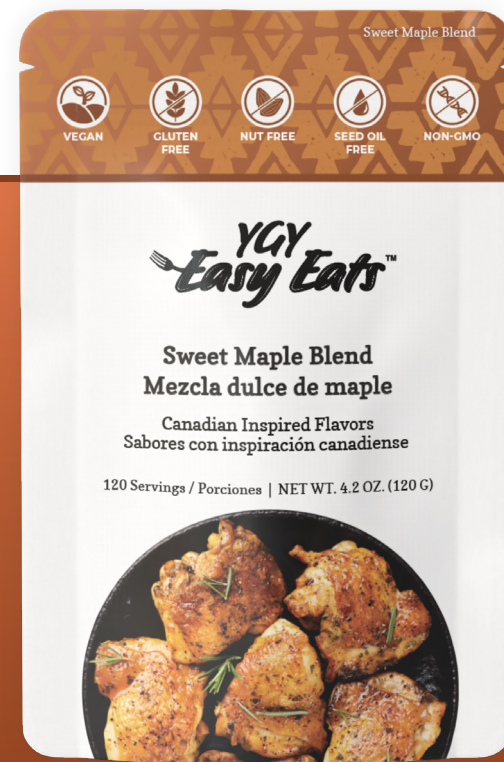 Sweet Maple Blend
VEGAN
GLUTEN
FREE
NUT FREE
SEED OIL
FREE
NON-GMO
YGY
Easy Eats™
Sweet Maple Blend
Mezcla dulce de maple
Canadian Inspired Flavors
Sabores con inspiración canadiense
120 Servings / Porciones | NET WT. 4.2 OZ. (120 G)